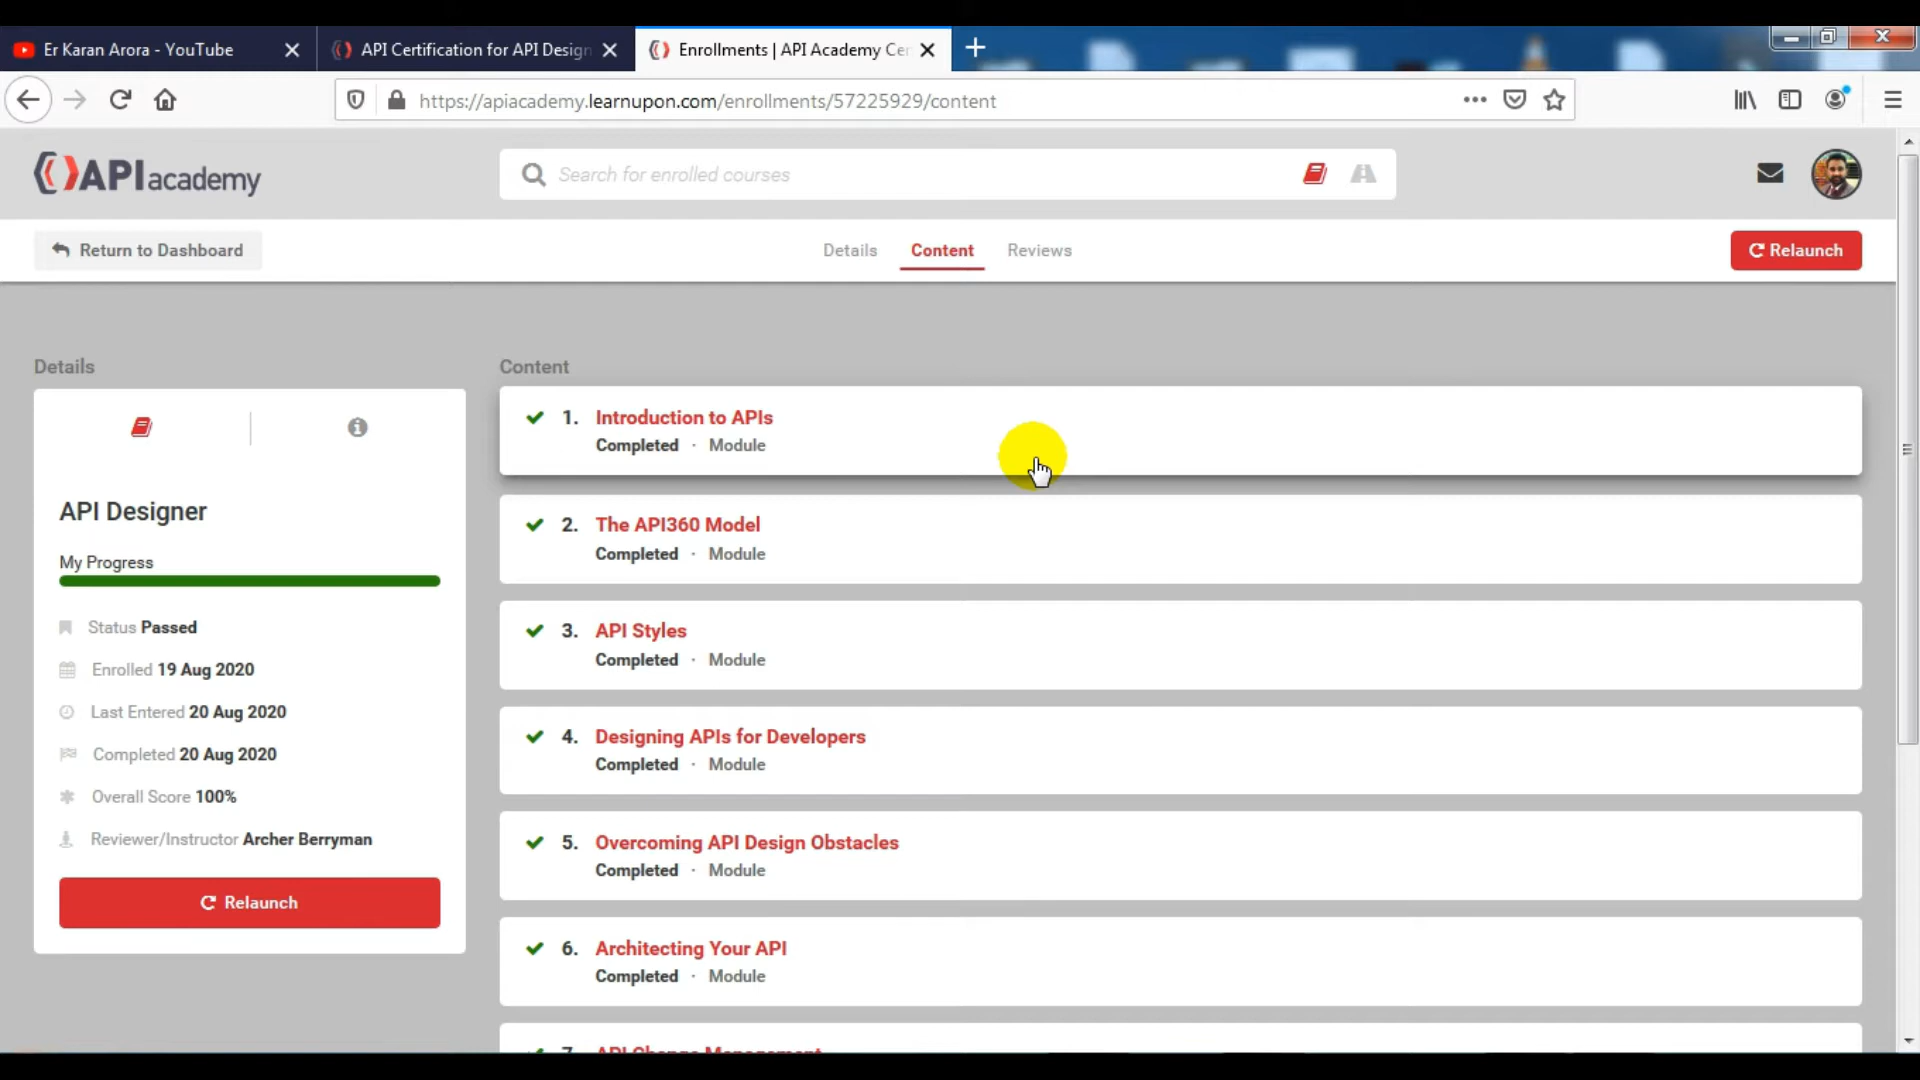 Er Karan Arora - YouTube
API Certification for API Design
Enrollments | API Academy Cer
https://apiacademy.learnupon.com/enrollments/57225929/content
APIacademy
Search for enrolled courses
Return to Dashboard
Details
Content
Reviews
Relaunch
Details
API Designer
My Progress
Status Passed
Enrolled 19 Aug 2020
Last Entered 20 Aug 2020
Completed 20 Aug 2020
Overall Score 100%
Reviewer/Instructor Archer Berryman
Relaunch
Content
1. Introduction to APIs
Completed · Module
2. The API360 Model
Completed · Module
3. API Styles
Completed · Module
4. Designing APIs for Developers
Completed · Module
5. Overcoming API Design Obstacles
Completed · Module
6. Architecting Your API
Completed · Module
7. API Change Management